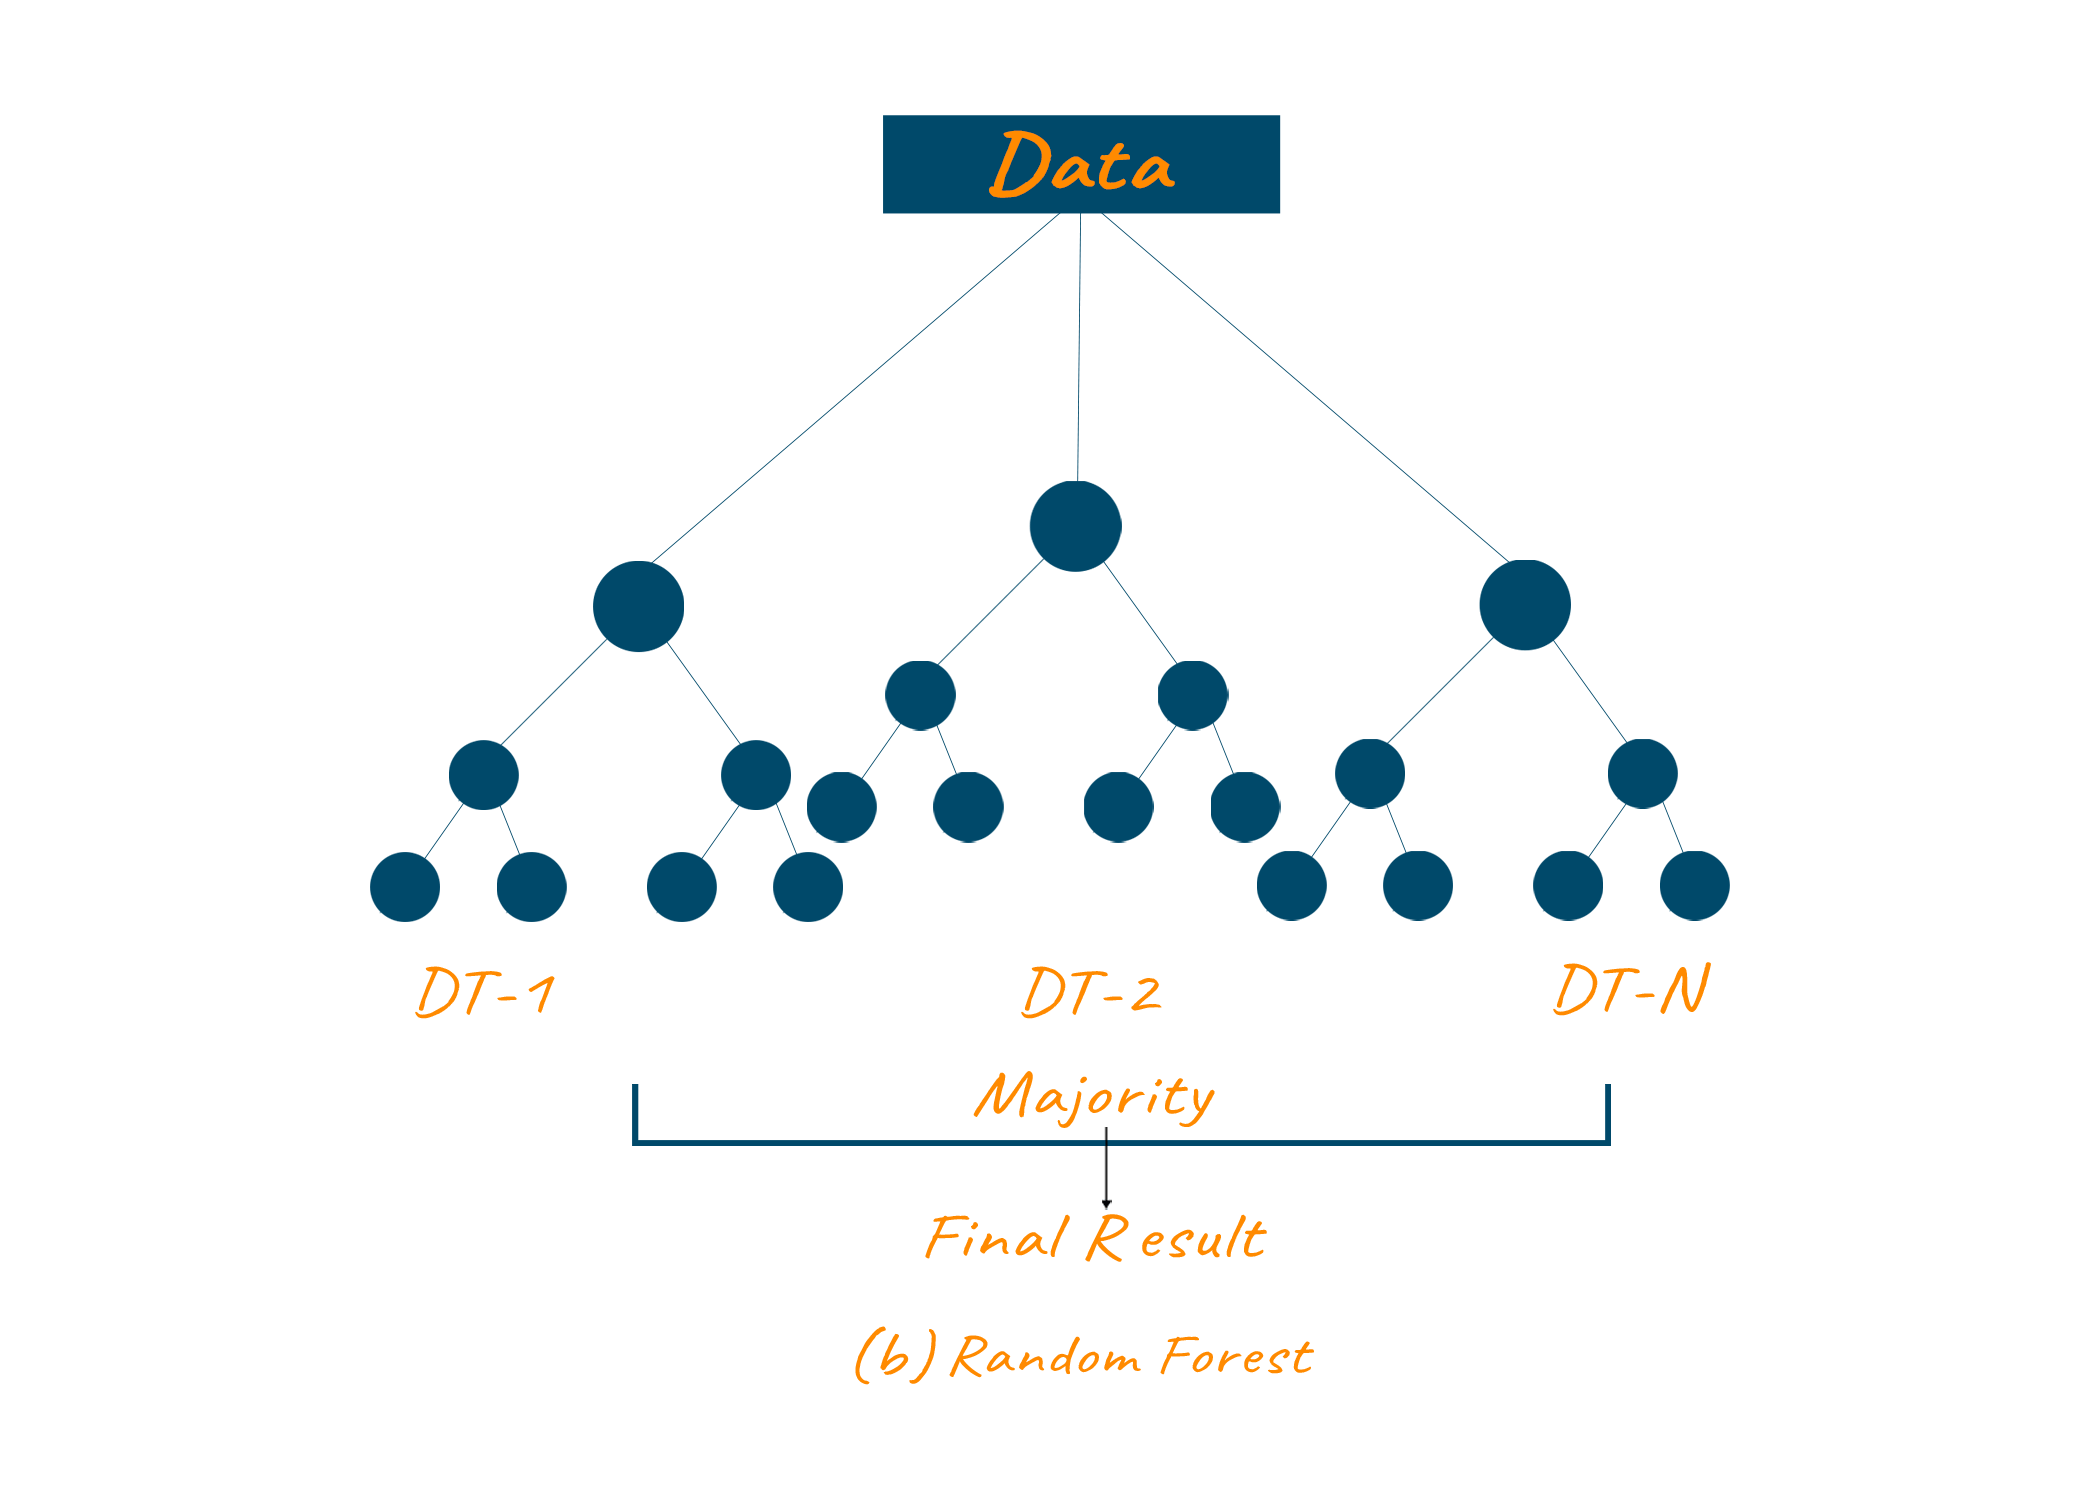 Data
DT-1 DT-2 DT-N
Majority
Final Result
(b) Random Forest